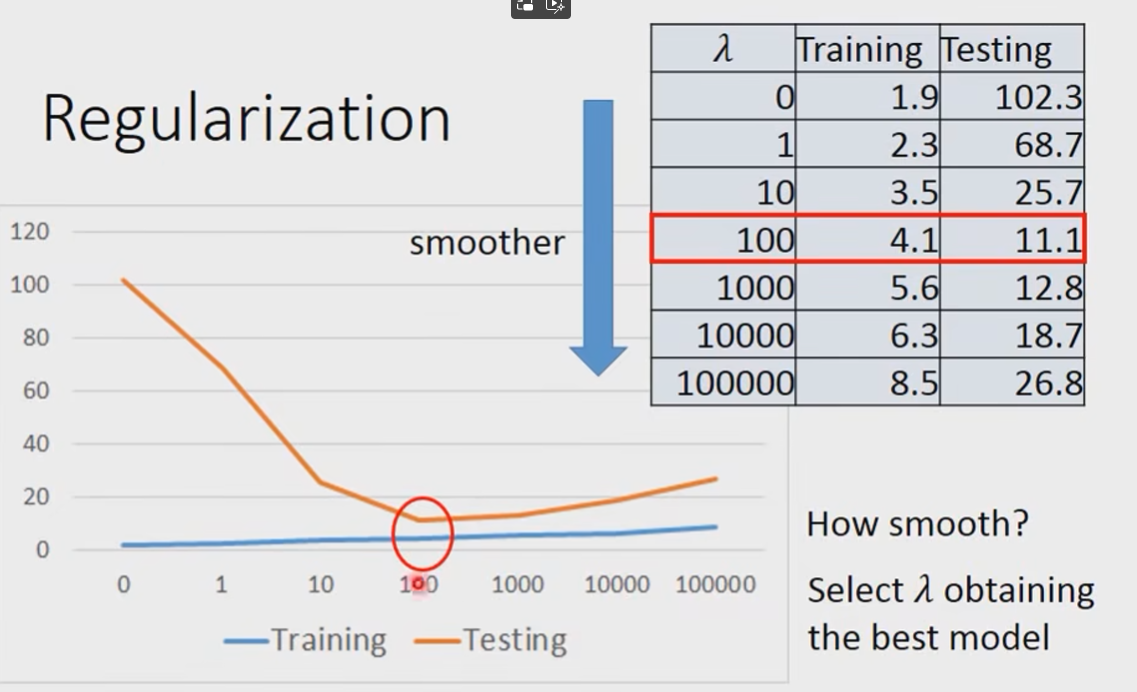 Regularization
smoother
λ Training Testing
0 1.9 102.3
1 2.3 68.7
10 3.5 25.7
100 4.1 11.1
1000 5.6 12.8
10000 6.3 18.7
100000 8.5 26.8
120
100
80
60
40
20
0
0 1 10 100 1000 10000 100000
Training Testing
How smooth?
Select λ obtaining
the best model